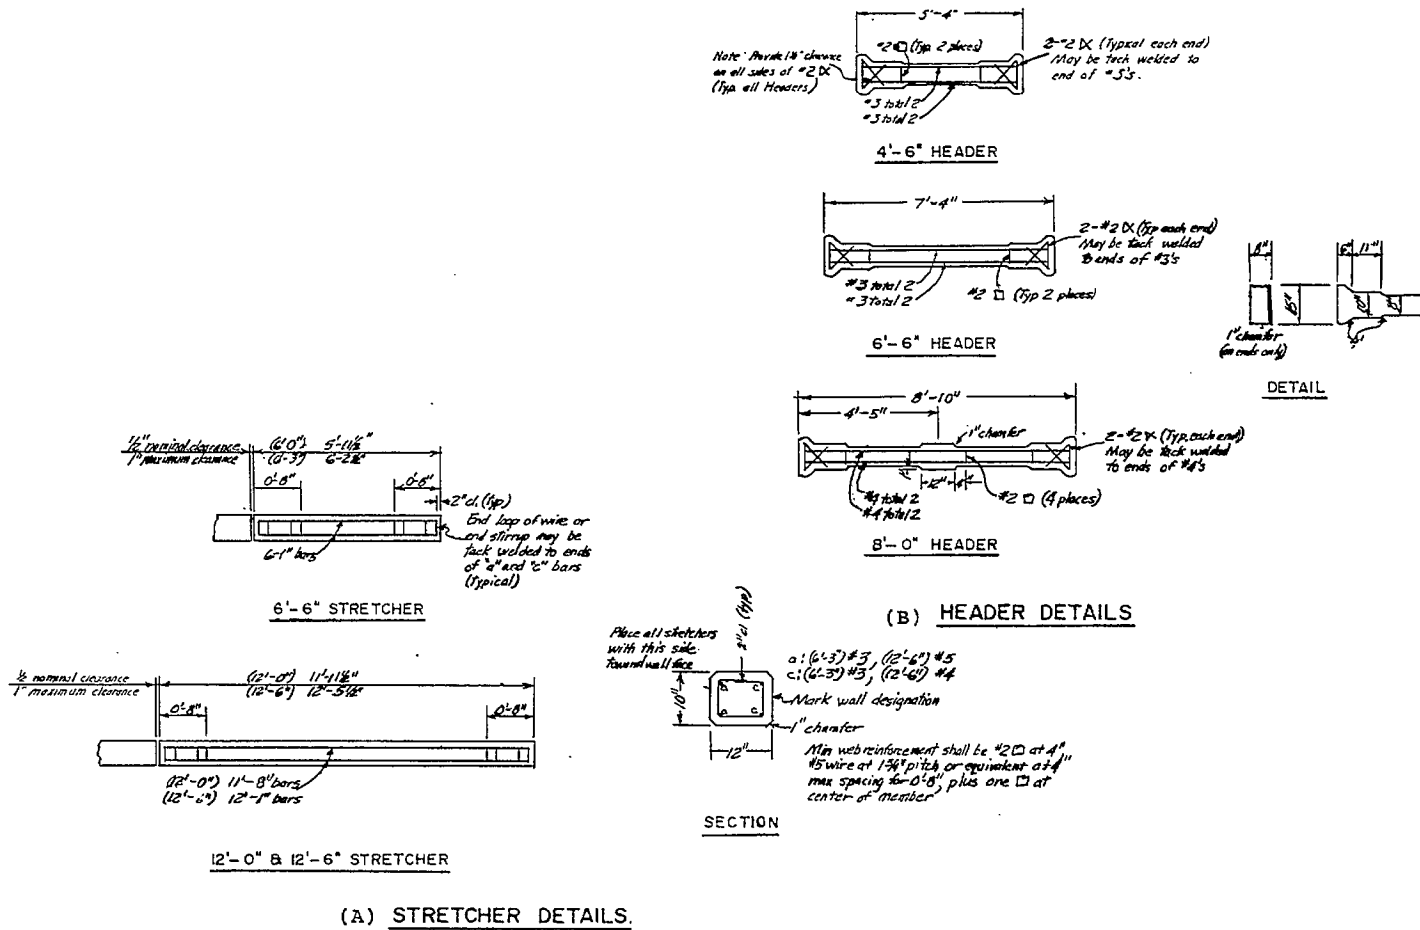 5'-4"
#2 □ (Typ. 2 places)
Note: Provide 1½" clearance
on all sides of #2
(Typ. all Headers)
2-#2 (Typical each end)
May be tack welded to
end of #3's.
#3 total 2
#3 total 2
4'-6" HEADER
7'-4"
2-#2 (Typ each end)
May be tack welded
to ends of #3's
#3 total 2
#3 total 2
#2 □ (Typ 2 places)
6'-6" HEADER
8"
6"
11"
10"
1" chamfer
(on ends only)
DETAIL
8'-10"
4'-5"
1" chamfer
2-#2 (Typ. each end)
May be tack welded
to ends of #4's
12"
#4 total 2
#4 total 2
#2 □ (4 places)
8'-0" HEADER
(B) HEADER DETAILS
½" nominal clearance
1" maximum clearance
(6'0") 5'-11½"
6-2½"
0'-8"
0'-8"
2" cl. (Typ)
6-1" bars
End loop of wire or
end stirrup may be
tack welded to ends
of "a" and "c" bars
(Typical)
6'-6" STRETCHER
½ nominal clearance
1" maximum clearance
(12'-0") 11'-11½"
(12'-6") 12'-5½"
0'-8"
0'-8"
(12'-0") 11'-8" bars
(12'-6") 12'-1" bars
12'-0" & 12'-6" STRETCHER
(A) STRETCHER DETAILS.
Place all stretchers
with this side
toward wall face
2" cl (typ)
a: (6'-3") #3, (12'-6") #5
c: (6'-3") #3, (12'-6") #4
10"
c
c
Mark wall designation
1" chamfer
12"
Min web reinforcement shall be #2 □ at 4"
#5 wire at 1-¾" pitch or equivalent at 4"
max spacing for 0'-8", plus one □ at
center of member
SECTION